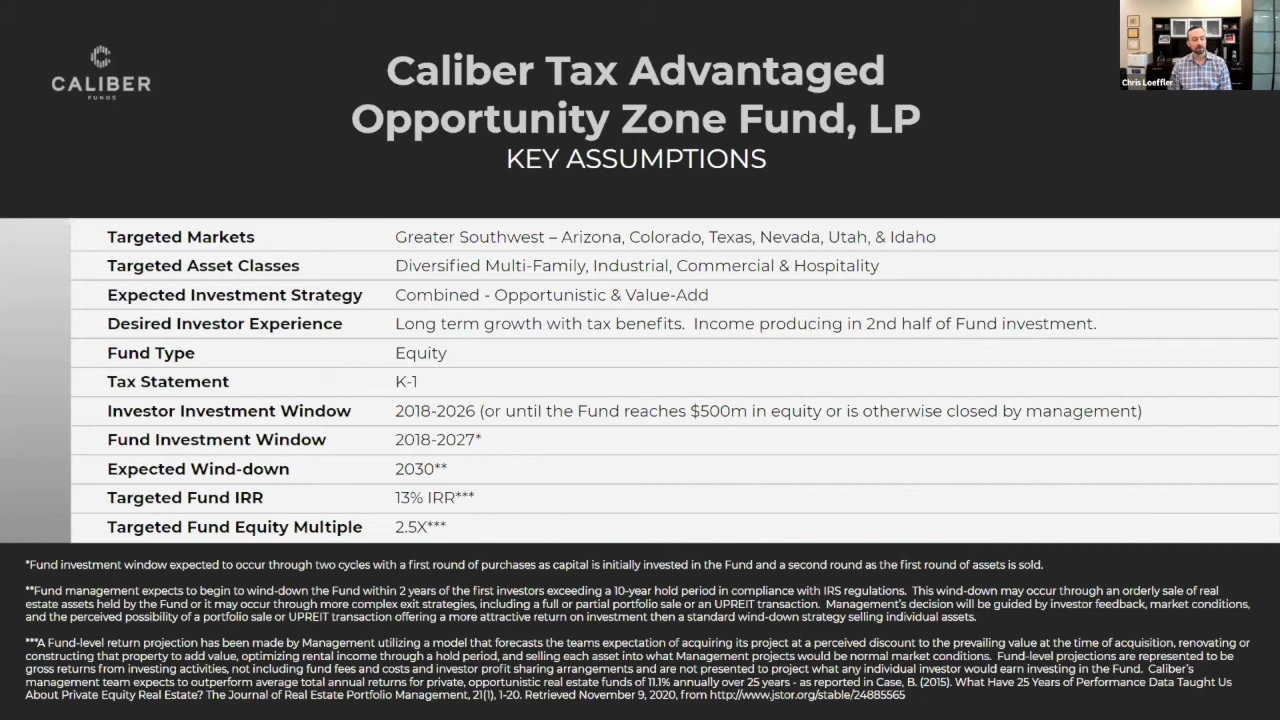 CALIBER
FUNDS
Caliber Tax Advantaged
Opportunity Zone Fund, LP
KEY ASSUMPTIONS
Chris Loeffler
Targeted Markets Greater Southwest – Arizona, Colorado, Texas, Nevada, Utah, & Idaho
Targeted Asset Classes Diversified Multi-Family, Industrial, Commercial & Hospitality
Expected Investment Strategy Combined - Opportunistic & Value-Add
Desired Investor Experience Long term growth with tax benefits. Income producing in 2nd half of Fund investment.
Fund Type Equity
Tax Statement K-1
Investor Investment Window 2018-2026 (or until the Fund reaches $500m in equity or is otherwise closed by management)
Fund Investment Window 2018-2027*
Expected Wind-down 2030**
Targeted Fund IRR 13% IRR***
Targeted Fund Equity Multiple 2.5X***
*Fund investment window expected to occur through two cycles with a first round of purchases as capital is initially invested in the Fund and a second round as the first round of assets is sold.
**Fund management expects to begin to wind-down the Fund within 2 years of the first investors exceeding a 10-year hold period in compliance with IRS regulations. This wind-down may occur through an orderly sale of real
estate assets held by the Fund or it may occur through more complex exit strategies, including a full or partial portfolio sale or an UPREIT transaction. Management's decision will be guided by investor feedback, market conditions,
and the perceived possibility of a portfolio sale or UPREIT transaction offering a more attractive return on investment then a standard wind-down strategy selling individual assets.
***A Fund-level return projection has been made by Management utilizing a model that forecasts the teams expectation of acquiring its project at a perceived discount to the prevailing value at the time of acquisition, renovating or
constructing that property to add value, optimizing rental income through a hold period, and selling each asset into what Management projects would be normal market conditions. Fund-level projections are represented to be
gross returns from investing activities, not including fund fees and costs and investor profit sharing arrangements and are not presented to project what any individual investor would earn investing in the Fund. Caliber's
management team expects to outperform average total annual returns for private, opportunistic real estate funds of 11.1% annually over 25 years - as reported in Case, B. (2015). What Have 25 Years of Performance Data Taught Us
About Private Equity Real Estate? The Journal of Real Estate Portfolio Management, 21(1), 1-20. Retrieved November 9, 2020, from http://www.jstor.org/stable/24885565